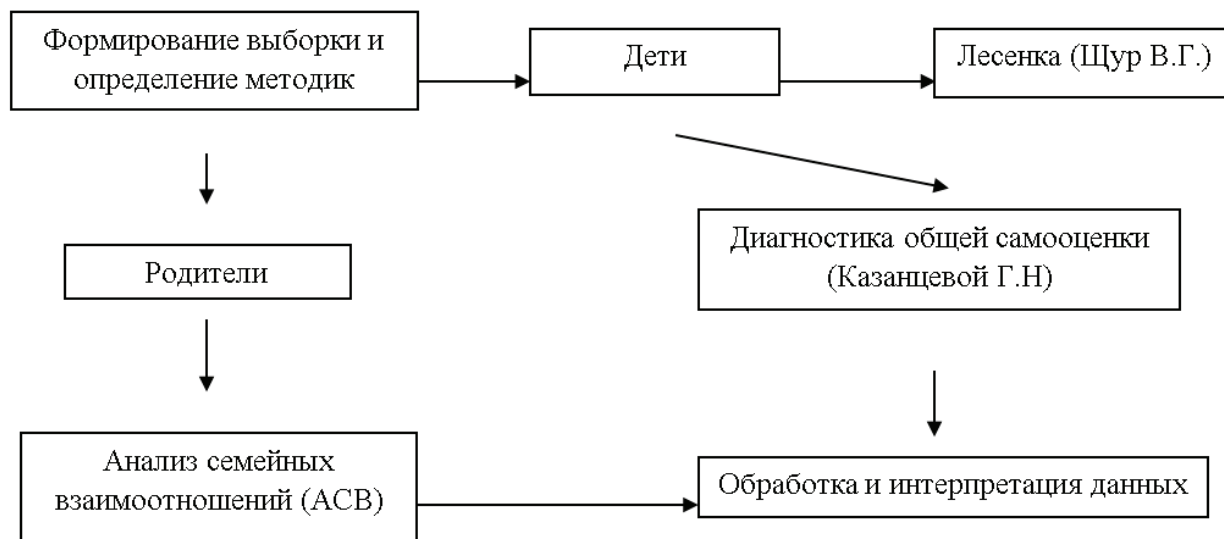 Формирование выборки и
определение методик
Дети
Лесенка (Щур В.Г.)
Родители
Диагностика общей самооценки
(Казанцевой Г.Н)
Анализ семейных
взаимоотношений (АСВ)
Обработка и интерпретация данных